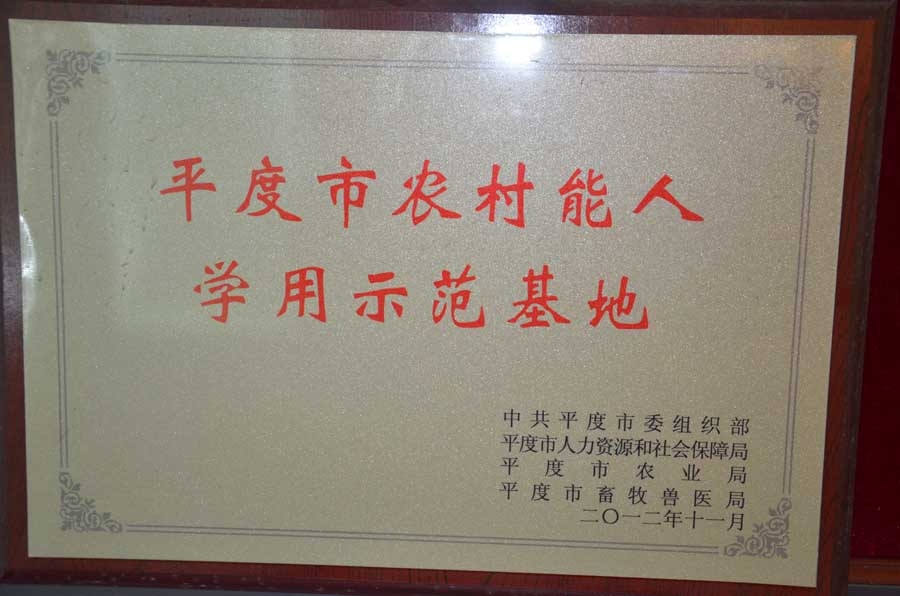 平度市农村能人
学用示范基地
中共平度市委组织部
平度市人力资源和社会保障局
平度市农业局
平度市畜牧兽医局
二〇一二年十一月